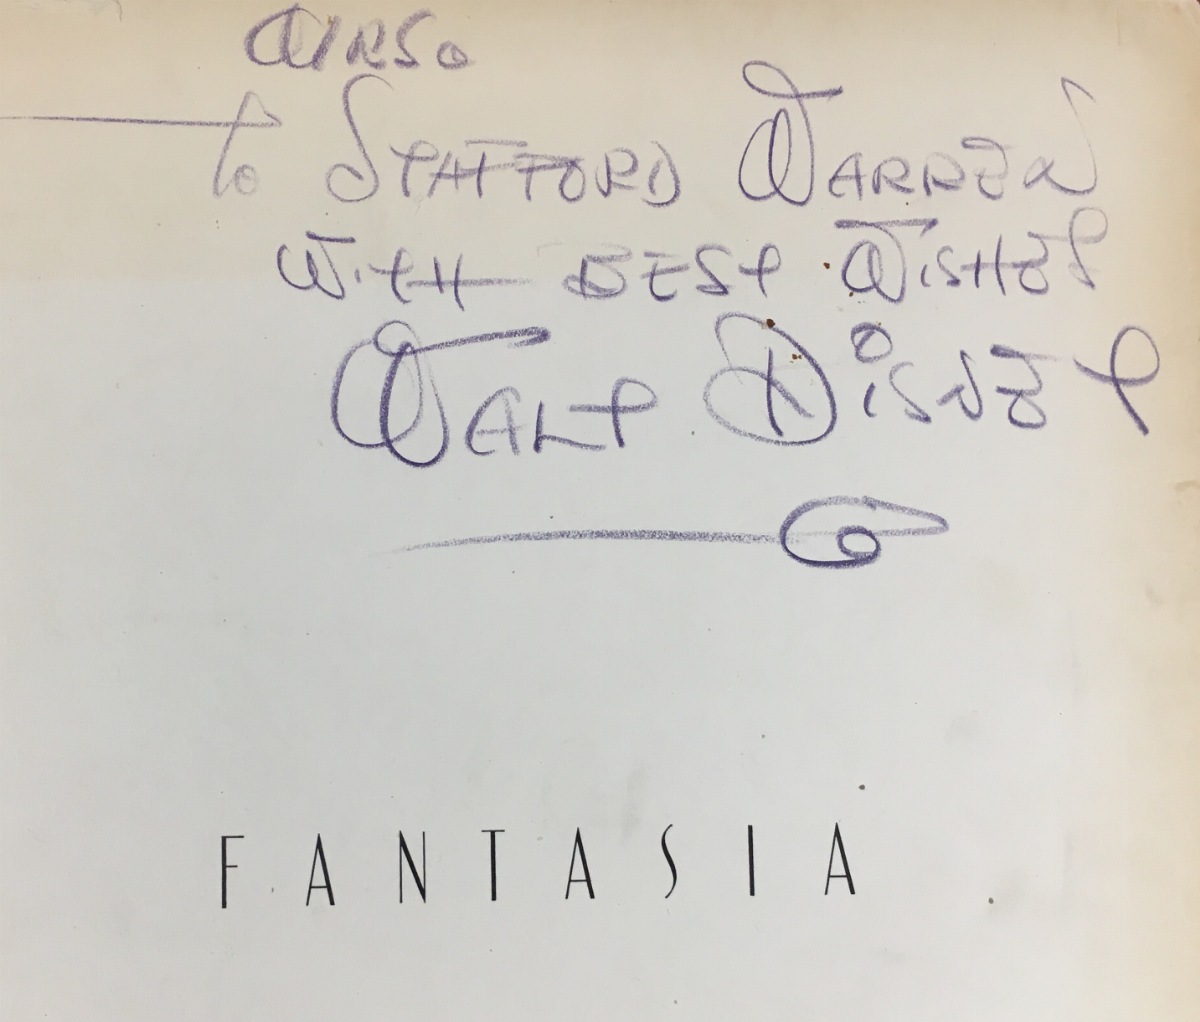 Also
to Stafford Warren
with Best Wishes
Walt Disney
FANTASIA